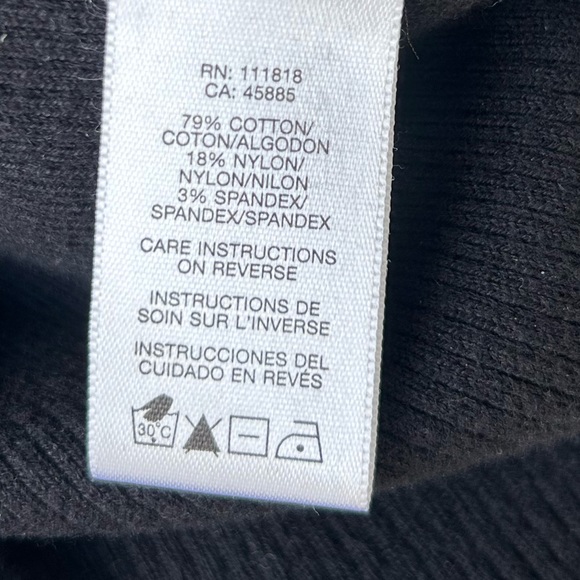 RN: 111818
CA: 45885
79% COTTON/
COTON/ALGODON
18% NYLON/
NYLON/NILON
3% SPANDEX/
SPANDEX/SPANDEX
CARE INSTRUCTIONS
ON REVERSE
INSTRUCTIONS DE
SOIN SUR L'INVERSE
INSTRUCCIONES DEL
CUIDADO EN REVÉS
30°C